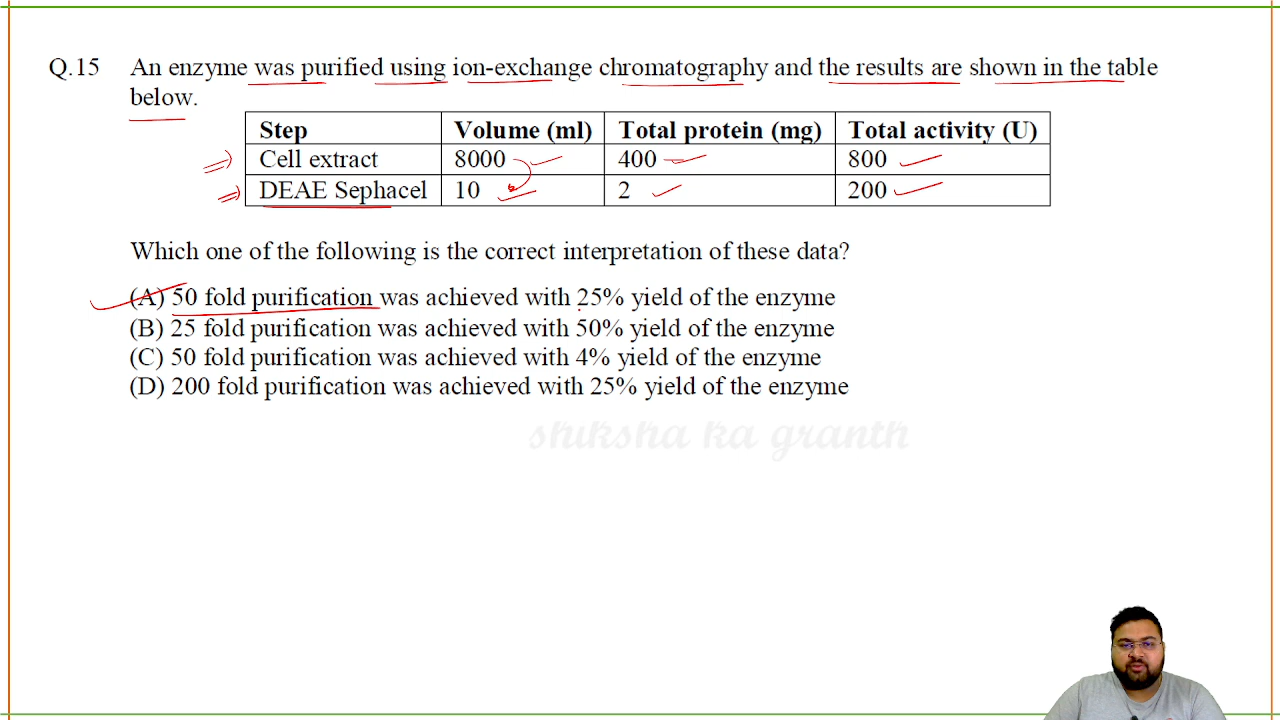 Q.15 An enzyme was purified using ion-exchange chromatography and the results are shown in the table
below.
Step Volume (ml) Total protein (mg) Total activity (U)
Cell extract 8000 400 800
DEAE Sephacel 10 2 200
Which one of the following is the correct interpretation of these data?
(A) 50 fold purification was achieved with 25% yield of the enzyme
(B) 25 fold purification was achieved with 50% yield of the enzyme
(C) 50 fold purification was achieved with 4% yield of the enzyme
(D) 200 fold purification was achieved with 25% yield of the enzyme
shiksha ka granth